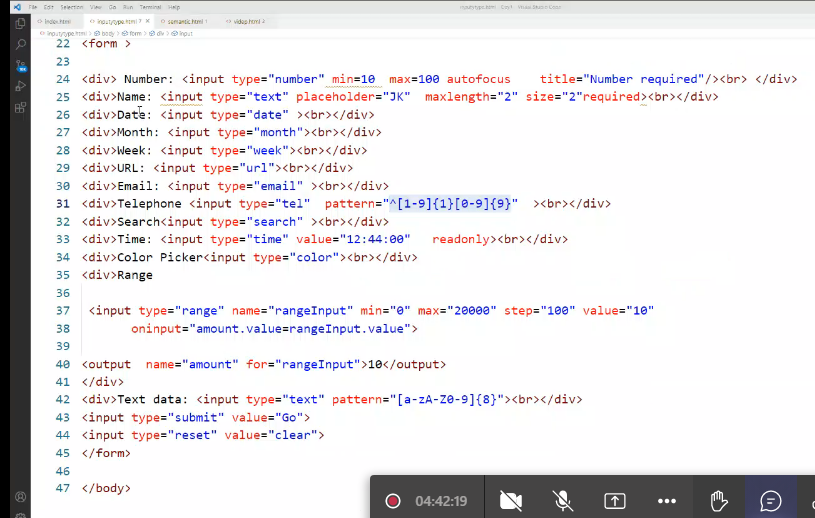 File Edit Selection View Go Run Terminal Help
index.html inputytype.html 7 semantic.html 1 video.html 2
inputytype.html > body > form > div > input
22 <form >
23
24 <div> Number: <input type="number" min=10 max=100 autofocus title="Number required"/><br> </div>
25 <div>Name: <input type="text" placeholder="JK" maxlength="2" size="2"required><br></div>
26 <div>Date: <input type="date" ><br></div>
27 <div>Month: <input type="month"><br></div>
28 <div>Week: <input type="week"><br></div>
29 <div>URL: <input type="url"><br></div>
30 <div>Email: <input type="email" ><br></div>
31 <div>Telephone <input type="tel" pattern="^[1-9]{1}[0-9]{9}" ><br></div>
32 <div>Search<input type="search" ><br></div>
33 <div>Time: <input type="time" value="12:44:00" readonly><br></div>
34 <div>Color Picker<input type="color"><br></div>
35 <div>Range
36
37 <input type="range" name="rangeInput" min="0" max="20000" step="100" value="10"
38 oninput="amount.value=rangeInput.value">
39
40 <output name="amount" for="rangeInput">10</output>
41 </div>
42 <div>Text data: <input type="text" pattern="[a-zA-Z0-9]{8}"><br></div>
43 <input type="submit" value="Go">
44 <input type="reset" value="clear">
45 </form>
46
47 </body>
04:42:19